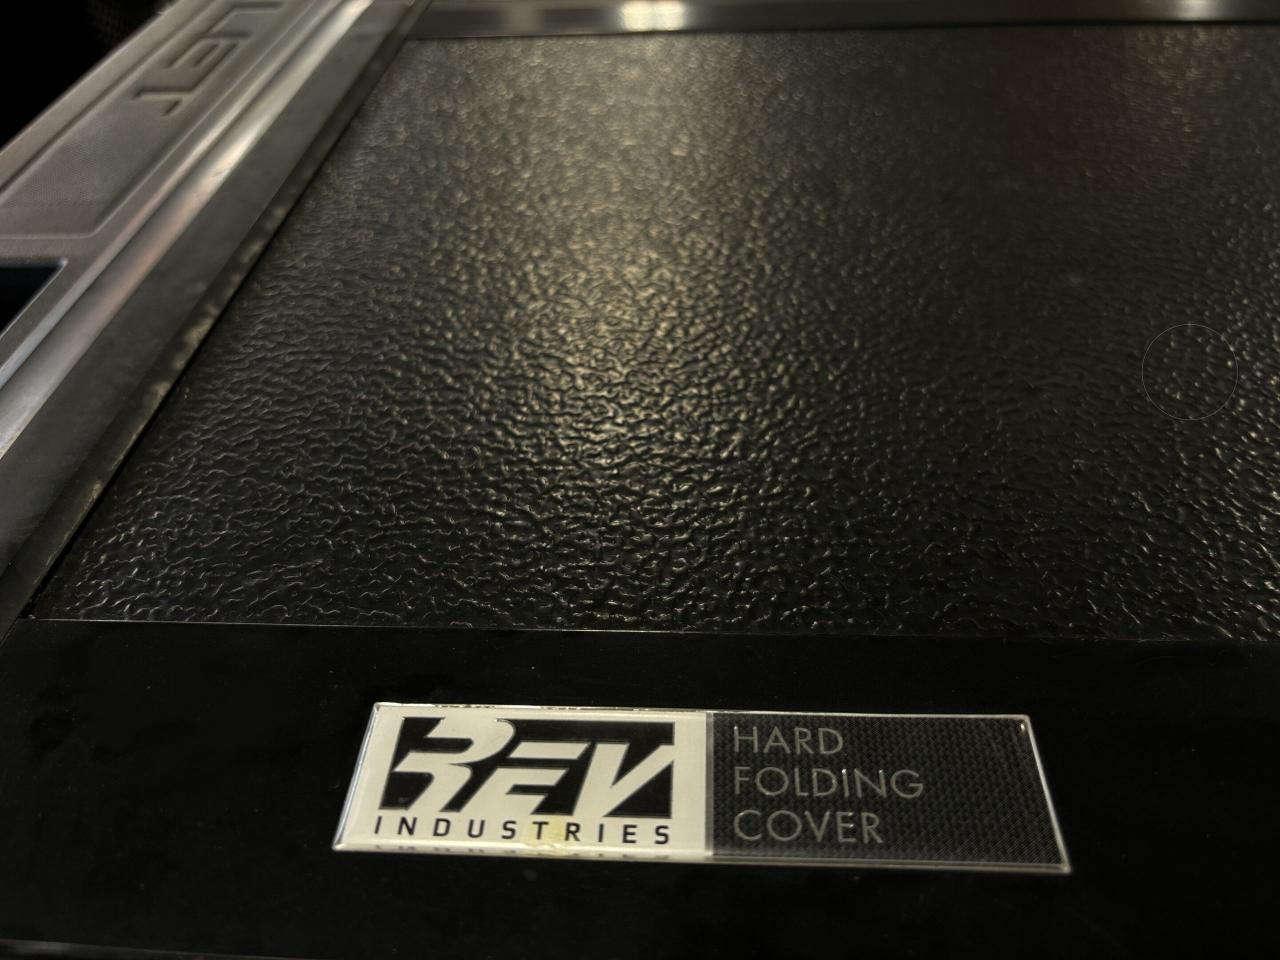 REV
INDUSTRIES
HARD
FOLDING
COVER